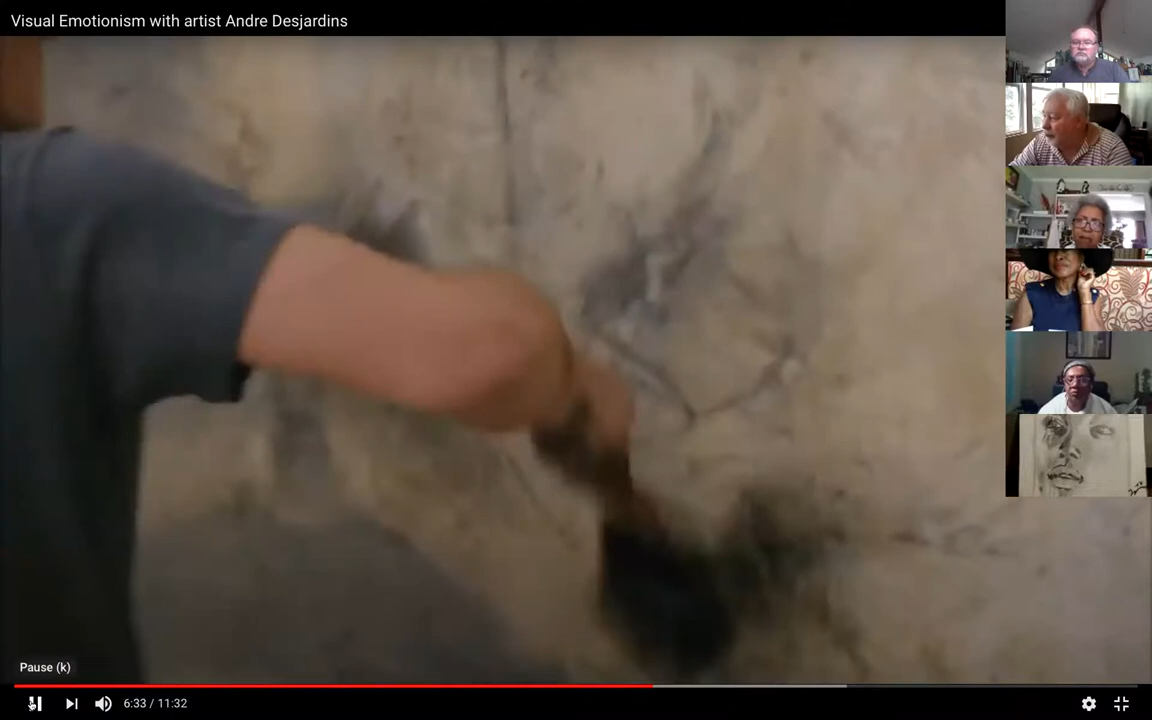 Visual Emotionism with artist Andre Desjardins
Pause (k)
6:33 / 11:32